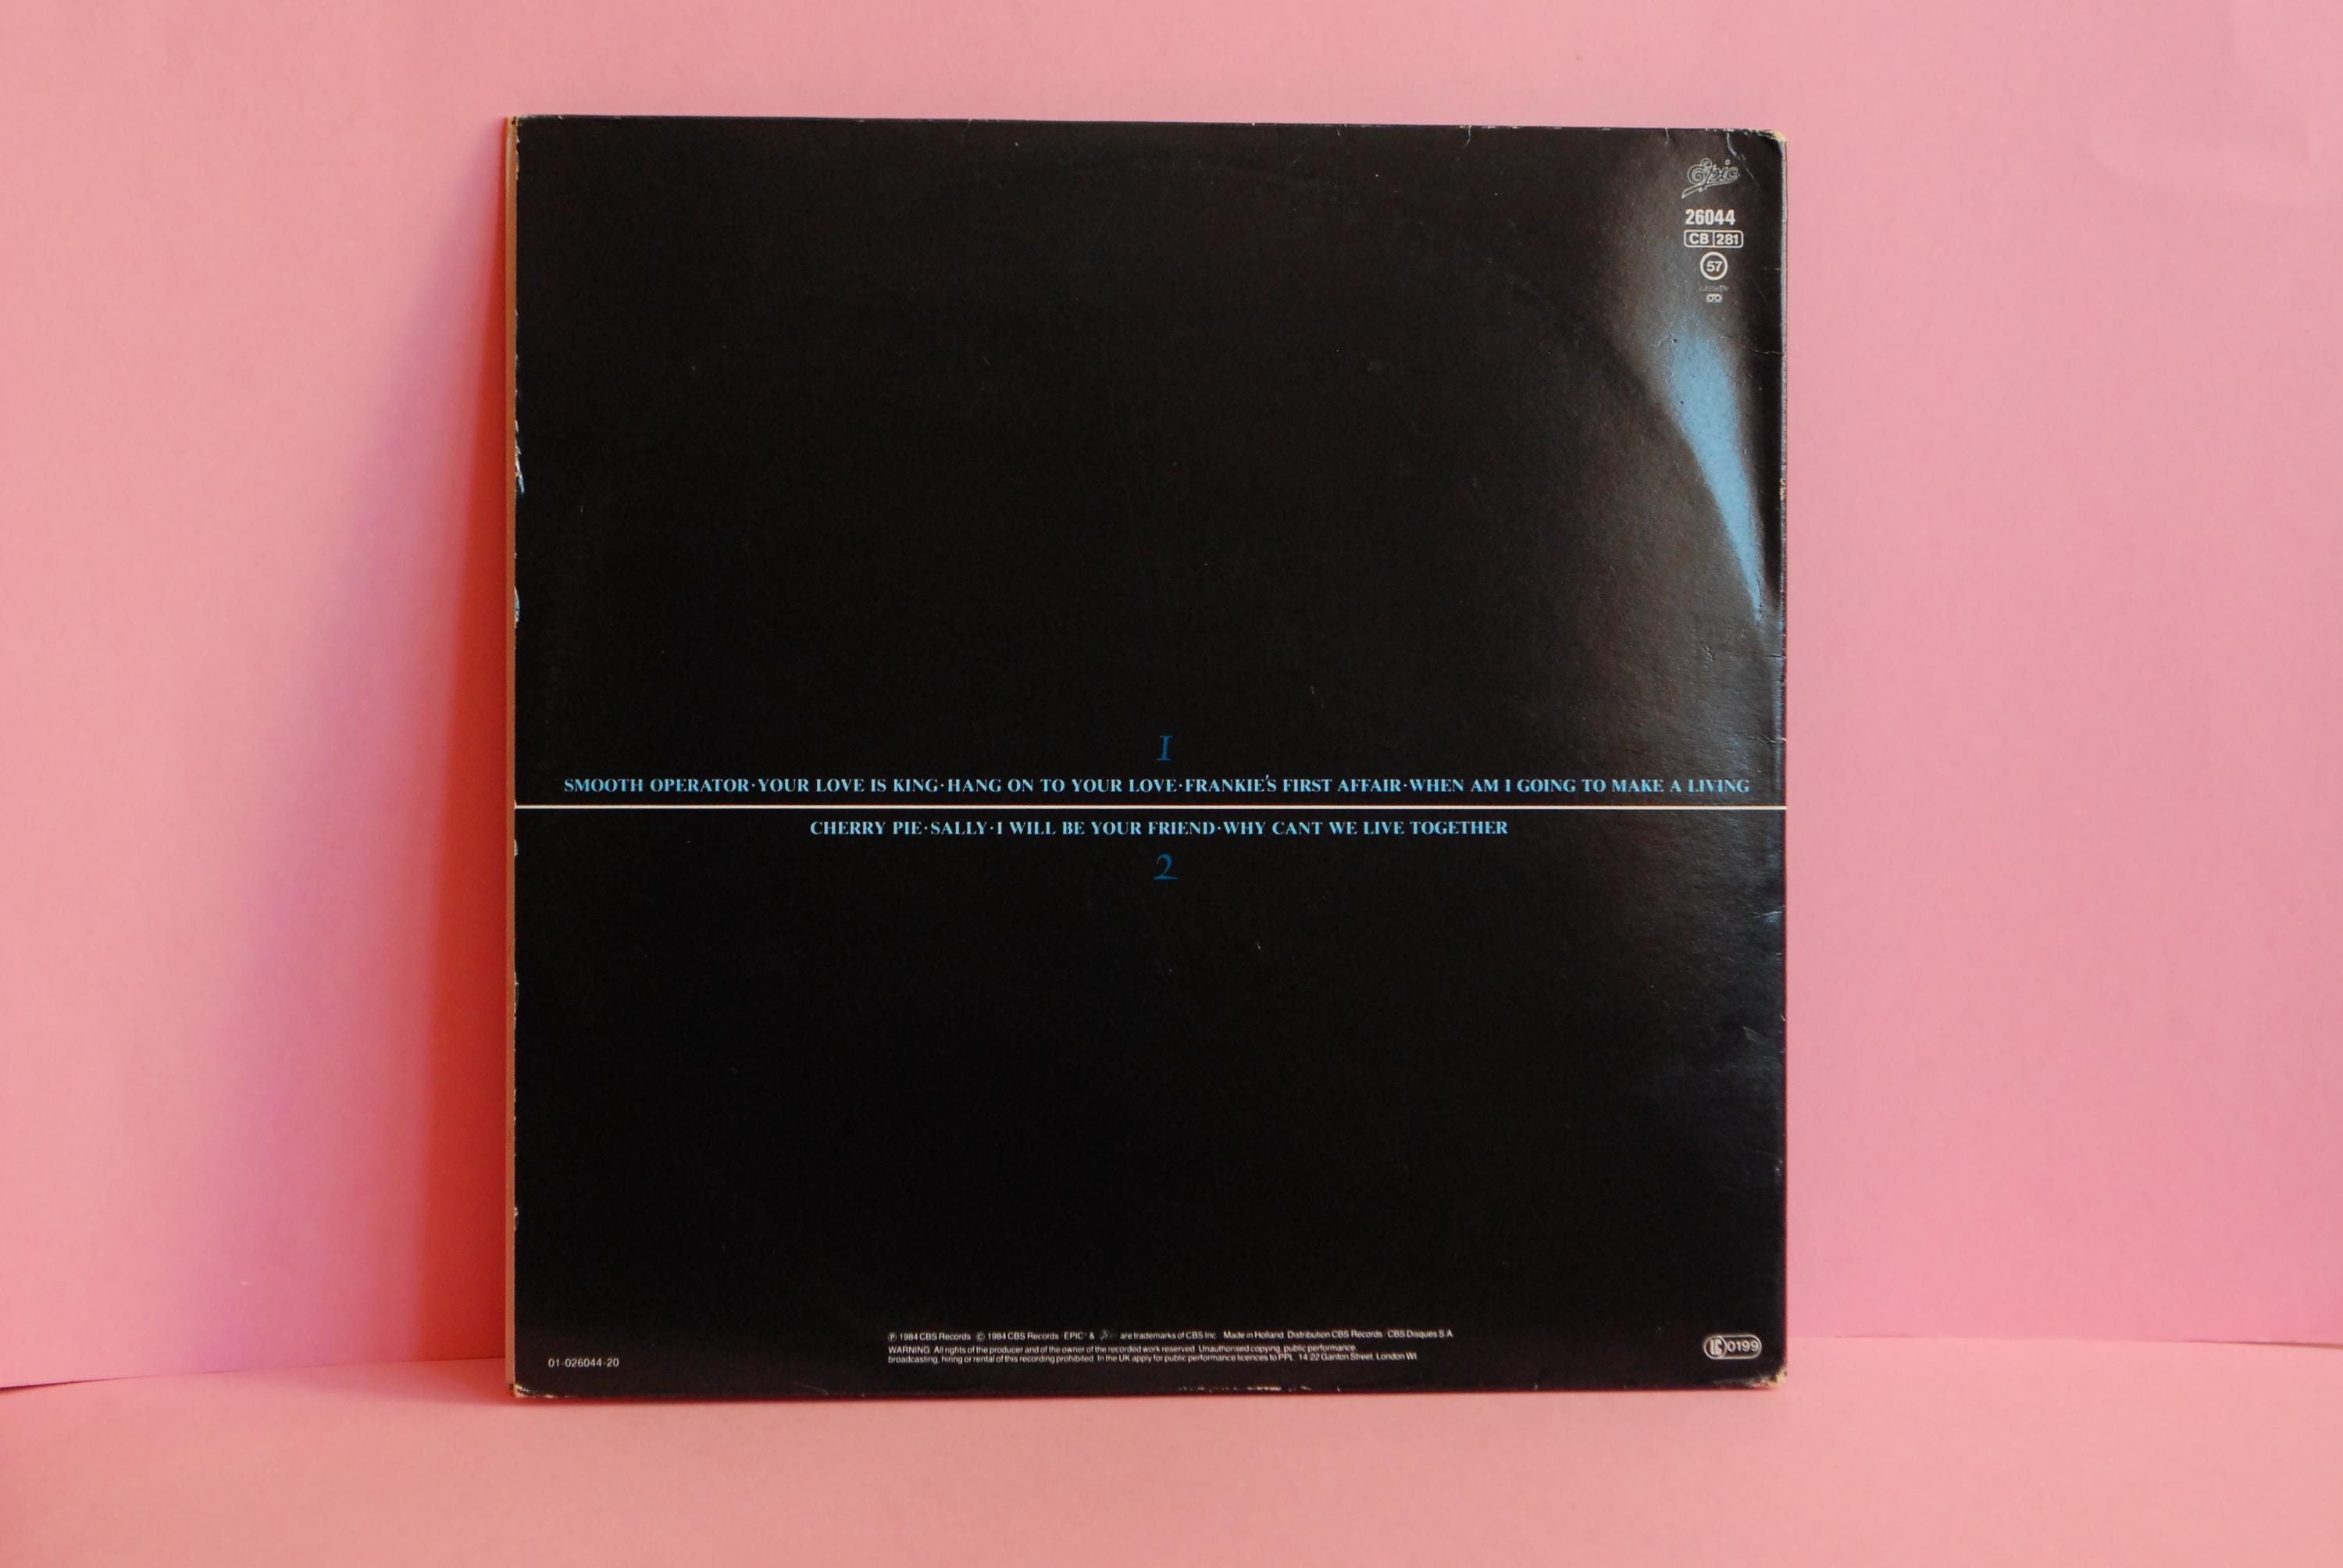 Epic
26044
CB 281
57
cassette
1
SMOOTH OPERATOR·YOUR LOVE IS KING·HANG ON TO YOUR LOVE·FRANKIE'S FIRST AFFAIR·WHEN AM I GOING TO MAKE A LIVING
CHERRY PIE·SALLY·I WILL BE YOUR FRIEND·WHY CANT WE LIVE TOGETHER
2
℗ 1984 CBS Records © 1984 CBS Records · EPIC & are trademarks of CBS Inc. Made in Holland. Distribution CBS Records · CBS Disques S.A.
WARNING. All rights of the producer and of the owner of the recorded work reserved. Unauthorised copying, public performance,
broadcasting, hiring or rental of this recording prohibited. In the UK apply for public performance licences to PPL. 14 22 Ganton Street, London W1
01-026044-20
LC 0199